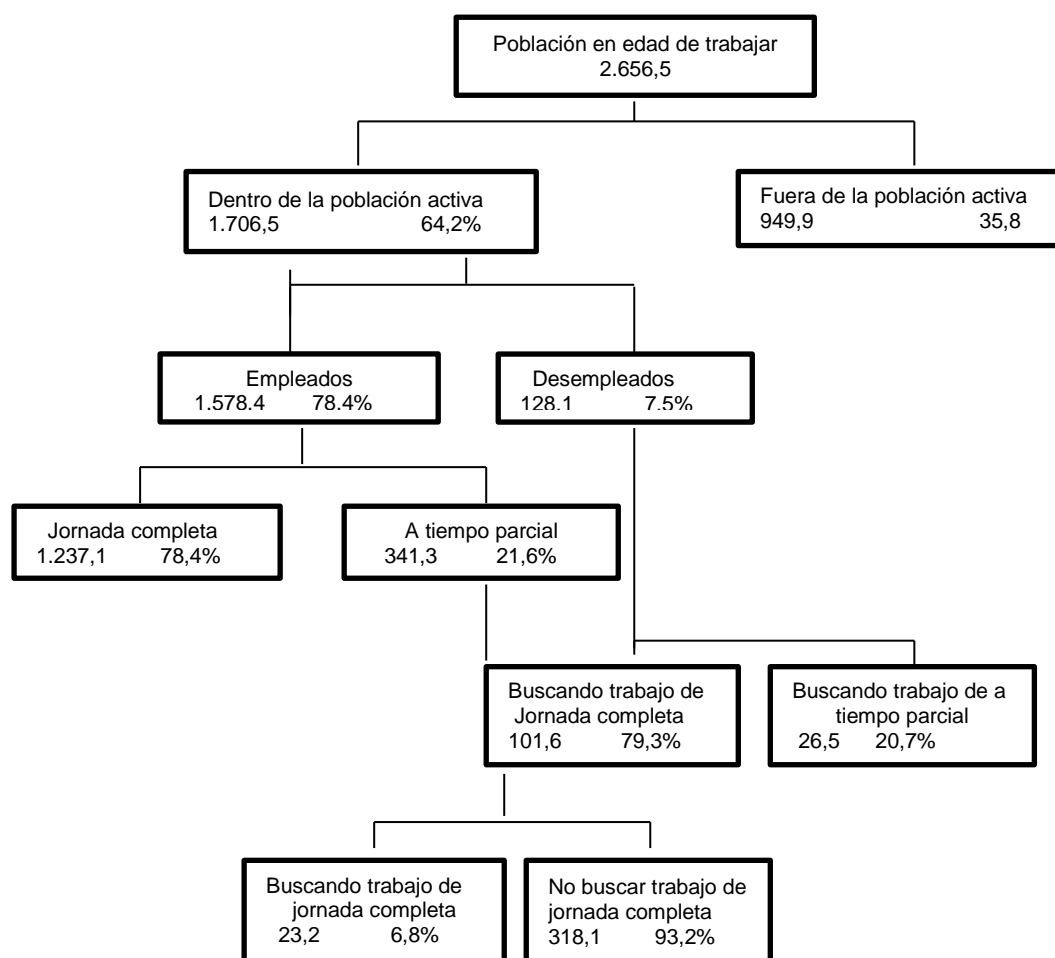 Población en edad de trabajar
2.656,5
Dentro de la población activa
1.706,5 64,2%
Fuera de la población activa
949,9 35,8
Empleados
1.578,4 78,4%
Desempleados
128,1 7,5%
Jornada completa
1.237,1 78,4%
A tiempo parcial
341,3 21,6%
Buscando trabajo de
Jornada completa
101,6 79,3%
Buscando trabajo de a
tiempo parcial
26,5 20,7%
Buscando trabajo de
jornada completa
23,2 6,8%
No buscar trabajo de
jornada completa
318,1 93,2%